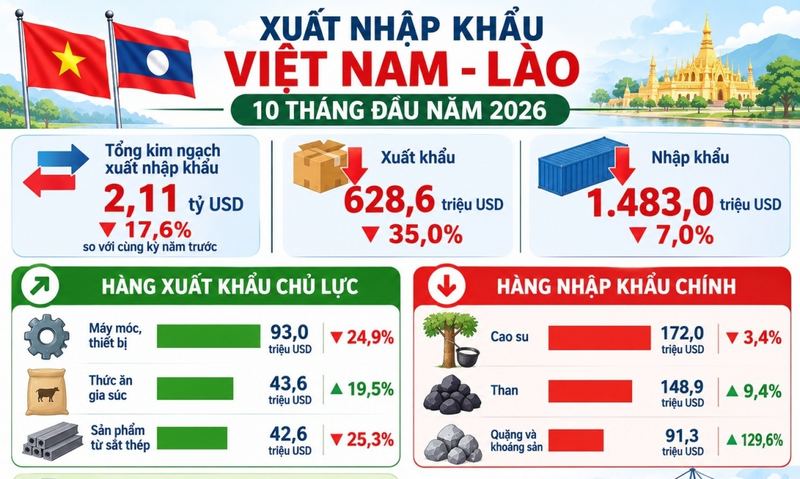 XUẤT NHẬP KHẨU
VIỆT NAM - LÀO
10 THÁNG ĐẦU NĂM 2026
Tổng kim ngạch
xuất nhập khẩu
2,11 tỷ USD
▼ 17,6%
so với cùng kỳ năm trước
Xuất khẩu
628,6 triệu USD
▼ 35,0%
Nhập khẩu
1.483,0 triệu USD
▼ 7,0%
HÀNG XUẤT KHẨU CHỦ LỰC
Máy móc,
thiết bị
93,0
triệu USD
▼ 24,9%
Thức ăn
gia súc
43,6
triệu USD
▲ 19,5%
Sản phẩm
từ sắt thép
42,6
triệu USD
▼ 25,3%
HÀNG NHẬP KHẨU CHÍNH
Cao su
172,0
triệu USD
▼ 3,4%
Than
148,9
triệu USD
▲ 9,4%
Quặng và
khoáng sản
91,3
triệu USD
▲ 129,6%